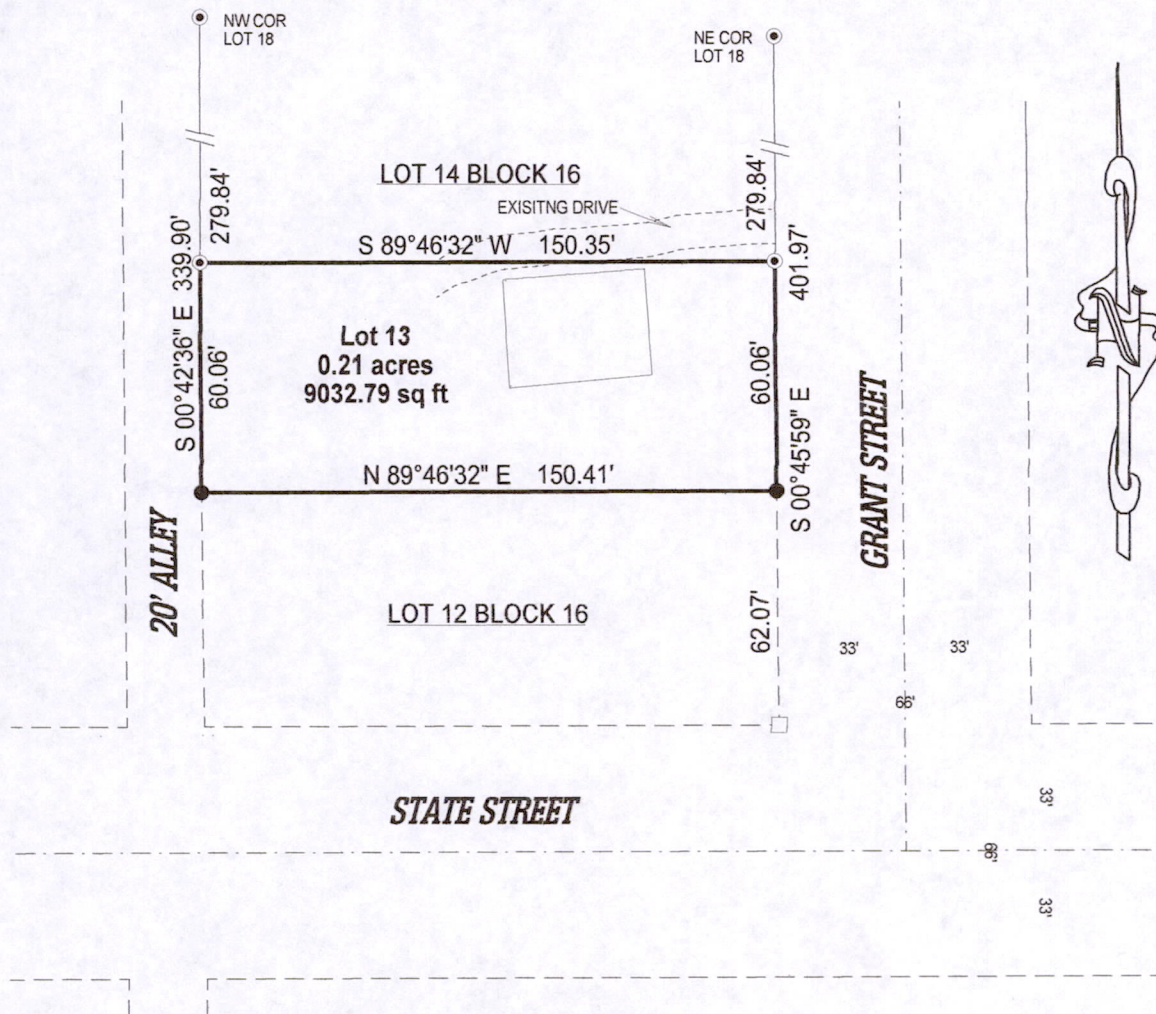 NW COR
LOT 18
NE COR
LOT 18
LOT 14 BLOCK 16
EXISITNG DRIVE
279.84'
279.84'
S 89°46'32" W 150.35'
S 00°42'36" E 339.90'
401.97'
Lot 13
0.21 acres
9032.79 sq ft
60.06'
60.06'
S 00°45'59" E
GRANT STREET
N 89°46'32" E 150.41'
20' ALLEY
LOT 12 BLOCK 16
62.07'
33'
33'
66'
STATE STREET
33'
66'
33'